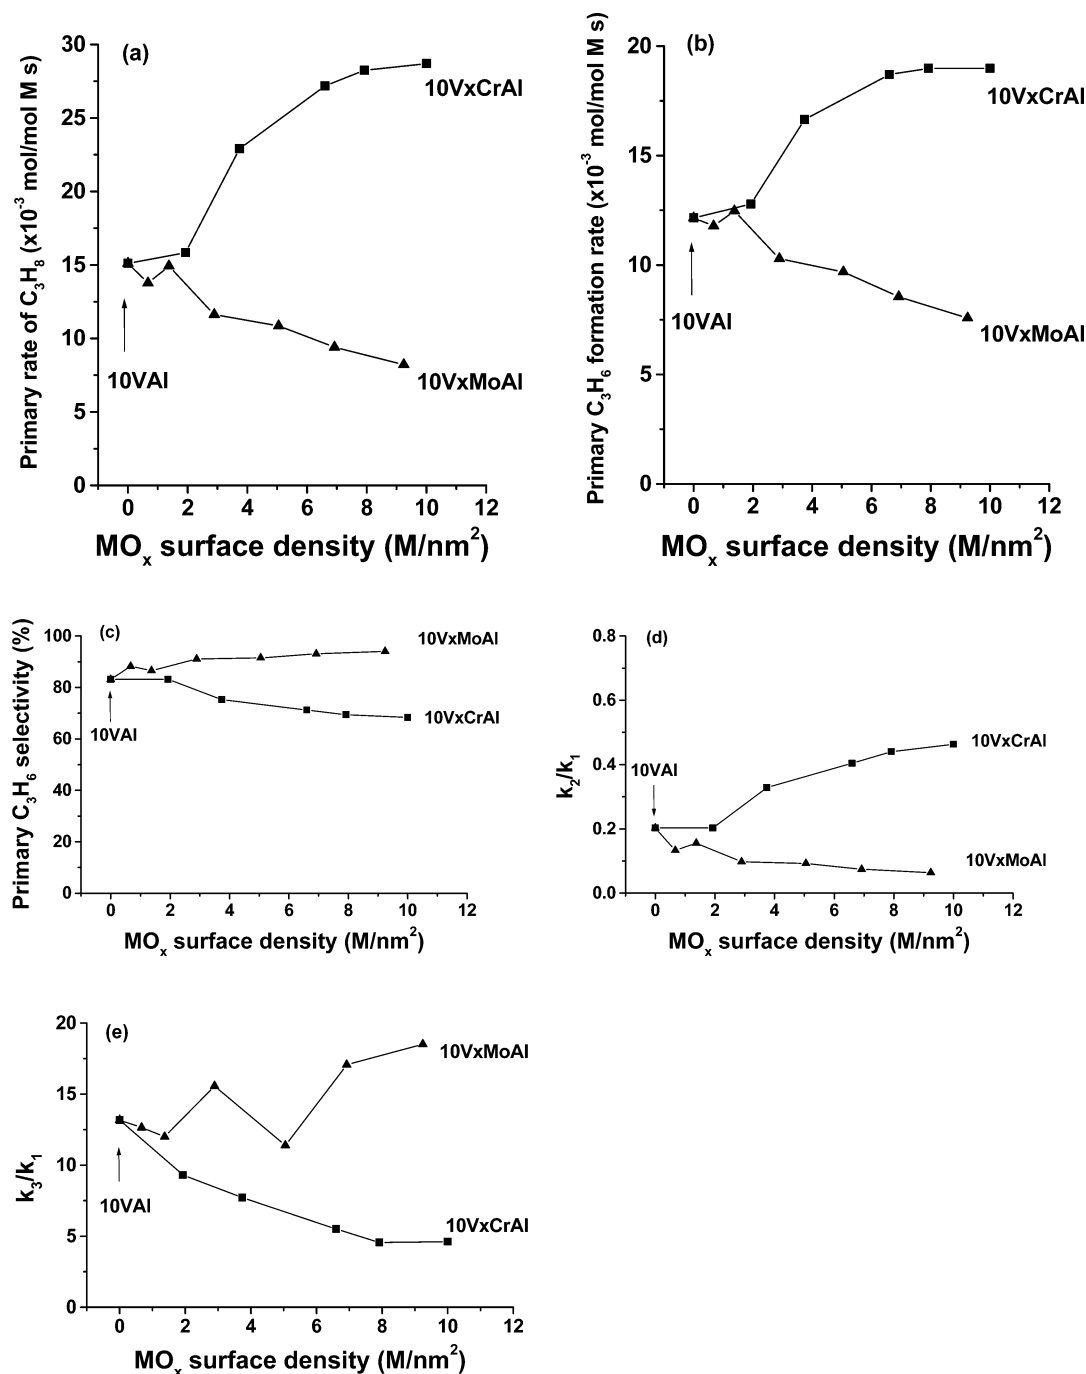 (a)
Primary rate of C3H8 (x10-3 mol/mol M s)
30
25
20
15
10
5
0
10VxCrAl
10VAl
10VxMoAl
0 2 4 6 8 10 12
MOx surface density (M/nm2)
(b)
Primary C3H6 formation rate (x10-3 mol/mol M s)
20
15
10
5
0
10VxCrAl
10VAl
10VxMoAl
0 2 4 6 8 10 12
MOx surface density (M/nm2)
(c)
Primary C3H6 selectivity (%)
100
80
60
40
20
0
10VxMoAl
10VAl
10VxCrAl
0 2 4 6 8 10 12
MOx surface density (M/nm2)
(d)
k2/k1
0.8
0.6
0.4
0.2
0.0
10VxCrAl
10VAl
10VxMoAl
0 2 4 6 8 10 12
MOx surface density (M/nm2)
(e)
k3/k1
20
15
10
5
0
10VxMoAl
10VAl
10VxCrAl
0 2 4 6 8 10 12
MOx surface density (M/nm2)